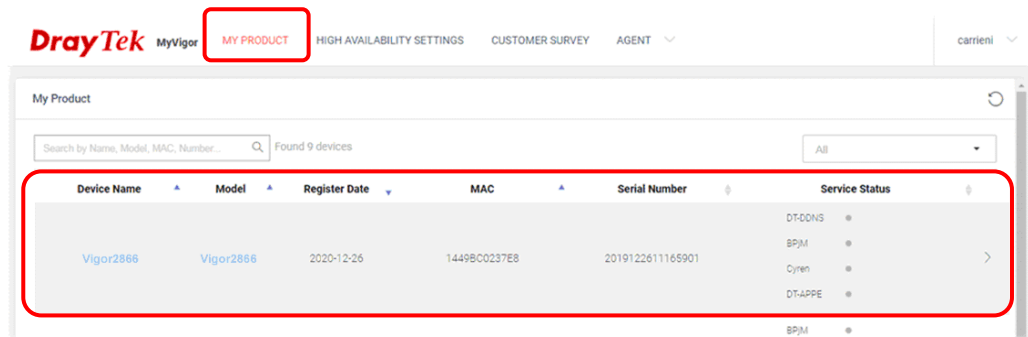 DrayTek MyVigor MY PRODUCT HIGH AVAILABILITY SETTINGS CUSTOMER SURVEY AGENT carrieni
My Product
Search by Name, Model, MAC, Number... Found 9 devices All
Device Name Model Register Date MAC Serial Number Service Status
DT-DDNS
BPjM
Vigor2866 Vigor2866 2020-12-26 1449BC0237E8 2019122611165901
Cyren
DT-APPE
BPjM